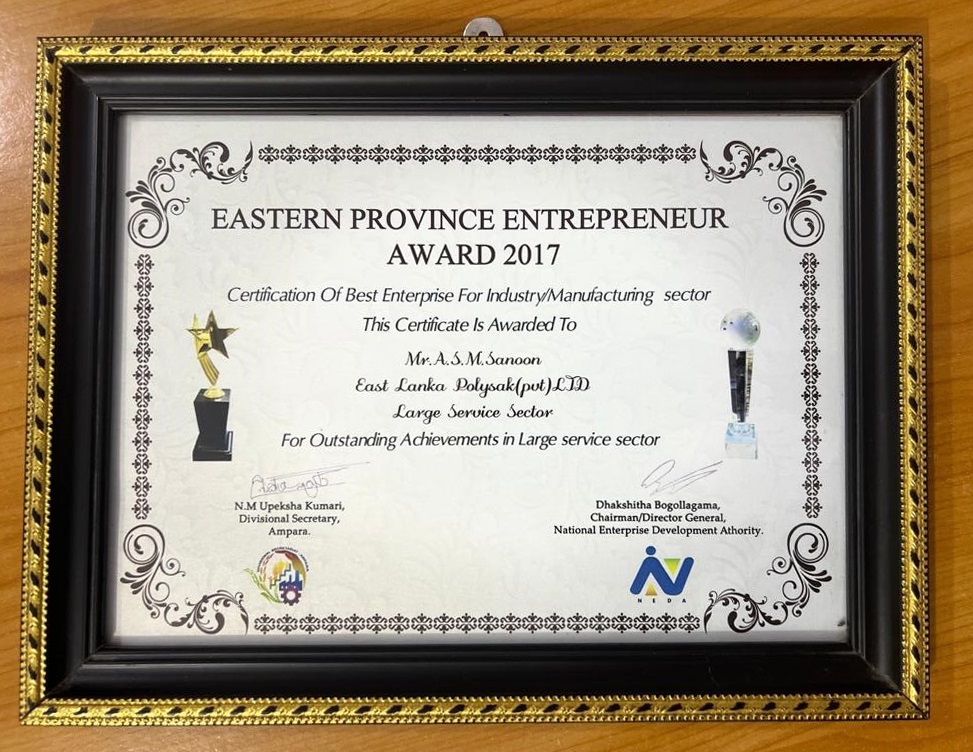 EASTERN PROVINCE ENTREPRENEUR
AWARD 2017
Certification Of Best Enterprise For Industry/Manufacturing sector
This Certificate Is Awarded To
Mr.A.S.M.Sanoon
East Lanka Polysak(pvt)LTD
Large Service Sector
For Outstanding Achievements in Large service sector
N.M Upeksha Kumari,
Divisional Secretary,
Ampara.
Dhakshitha Bogollagama,
Chairman/Director General,
National Enterprise Development Athority.
NEDA